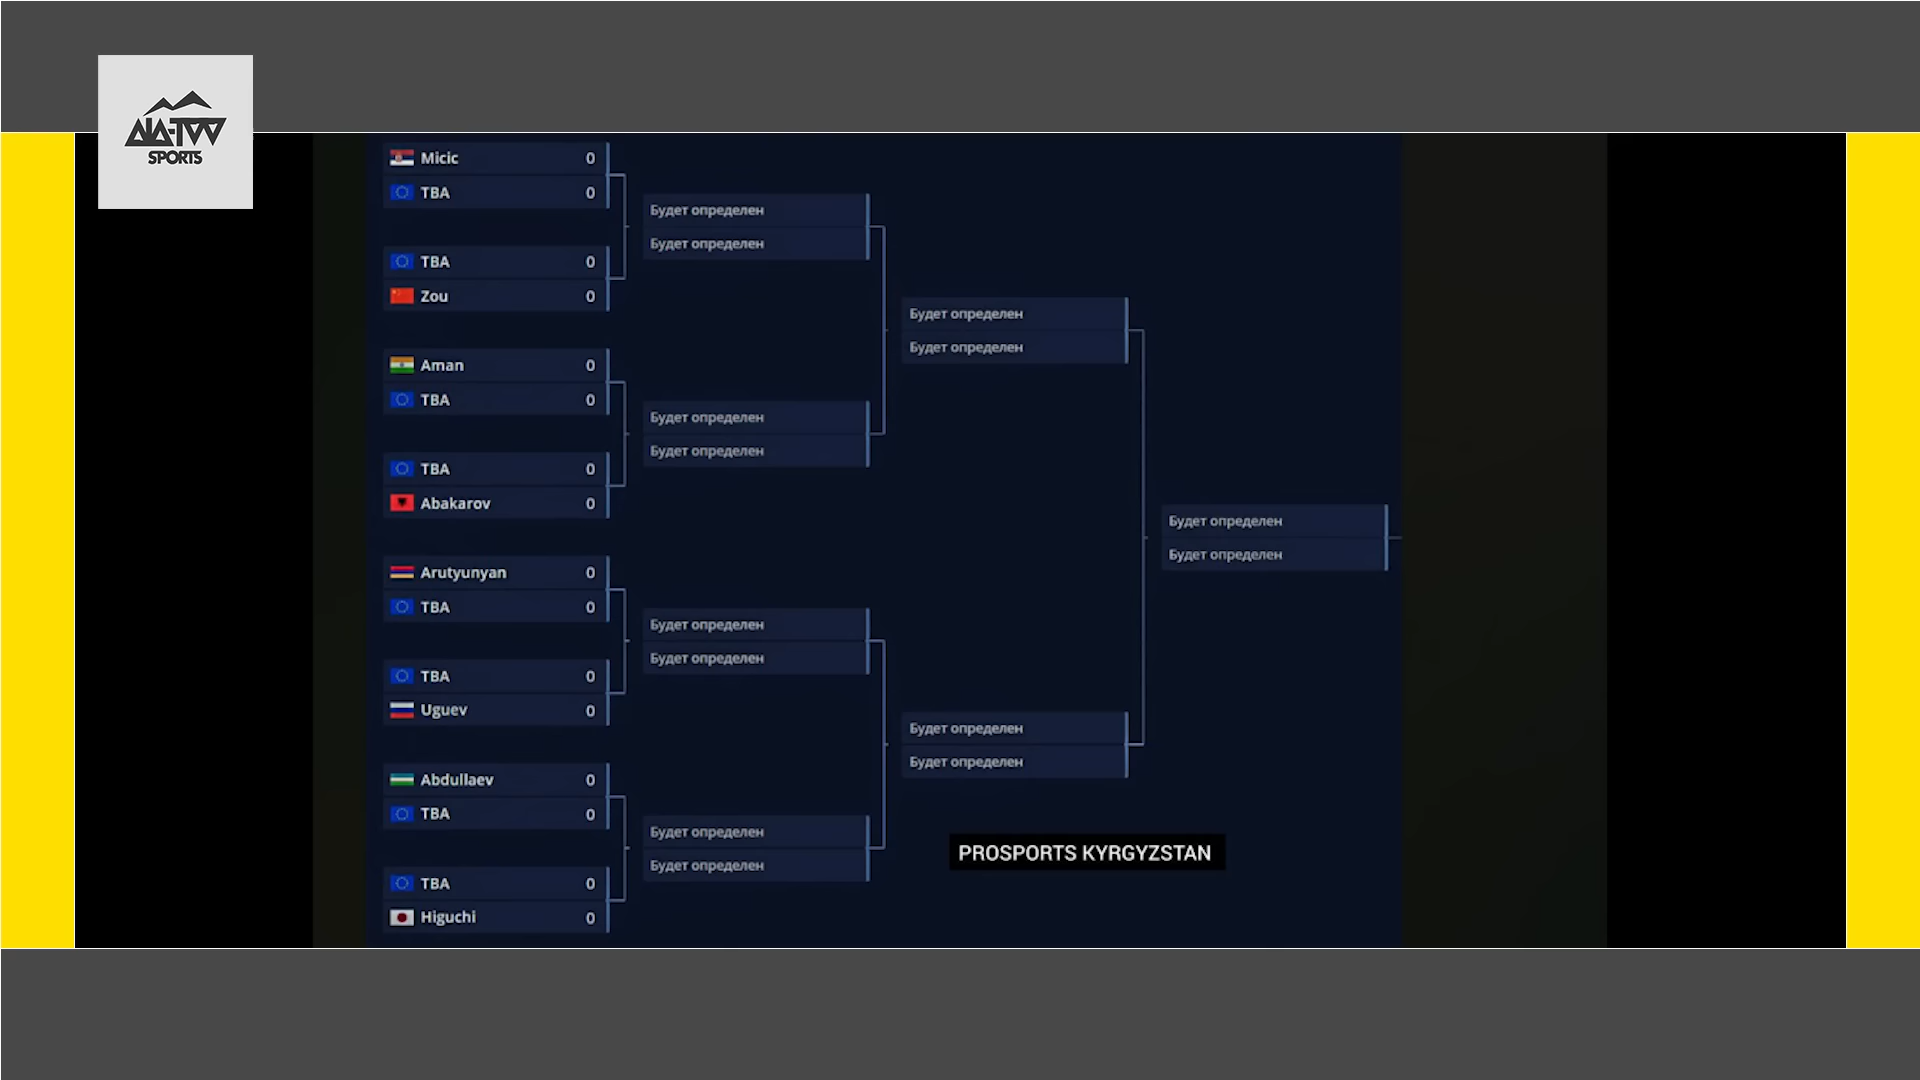 ALA-TOO
SPORTS
Micic 0
TBA 0
TBA 0
Zou 0
Aman 0
TBA 0
TBA 0
Abakarov 0
Arutyunyan 0
TBA 0
TBA 0
Uguev 0
Abdullaev 0
TBA 0
TBA 0
Higuchi 0
Будет определен
Будет определен
Будет определен
Будет определен
Будет определен
Будет определен
Будет определен
Будет определен
Будет определен
Будет определен
Будет определен
Будет определен
Будет определен
Будет определен
PROSPORTS KYRGYZSTAN